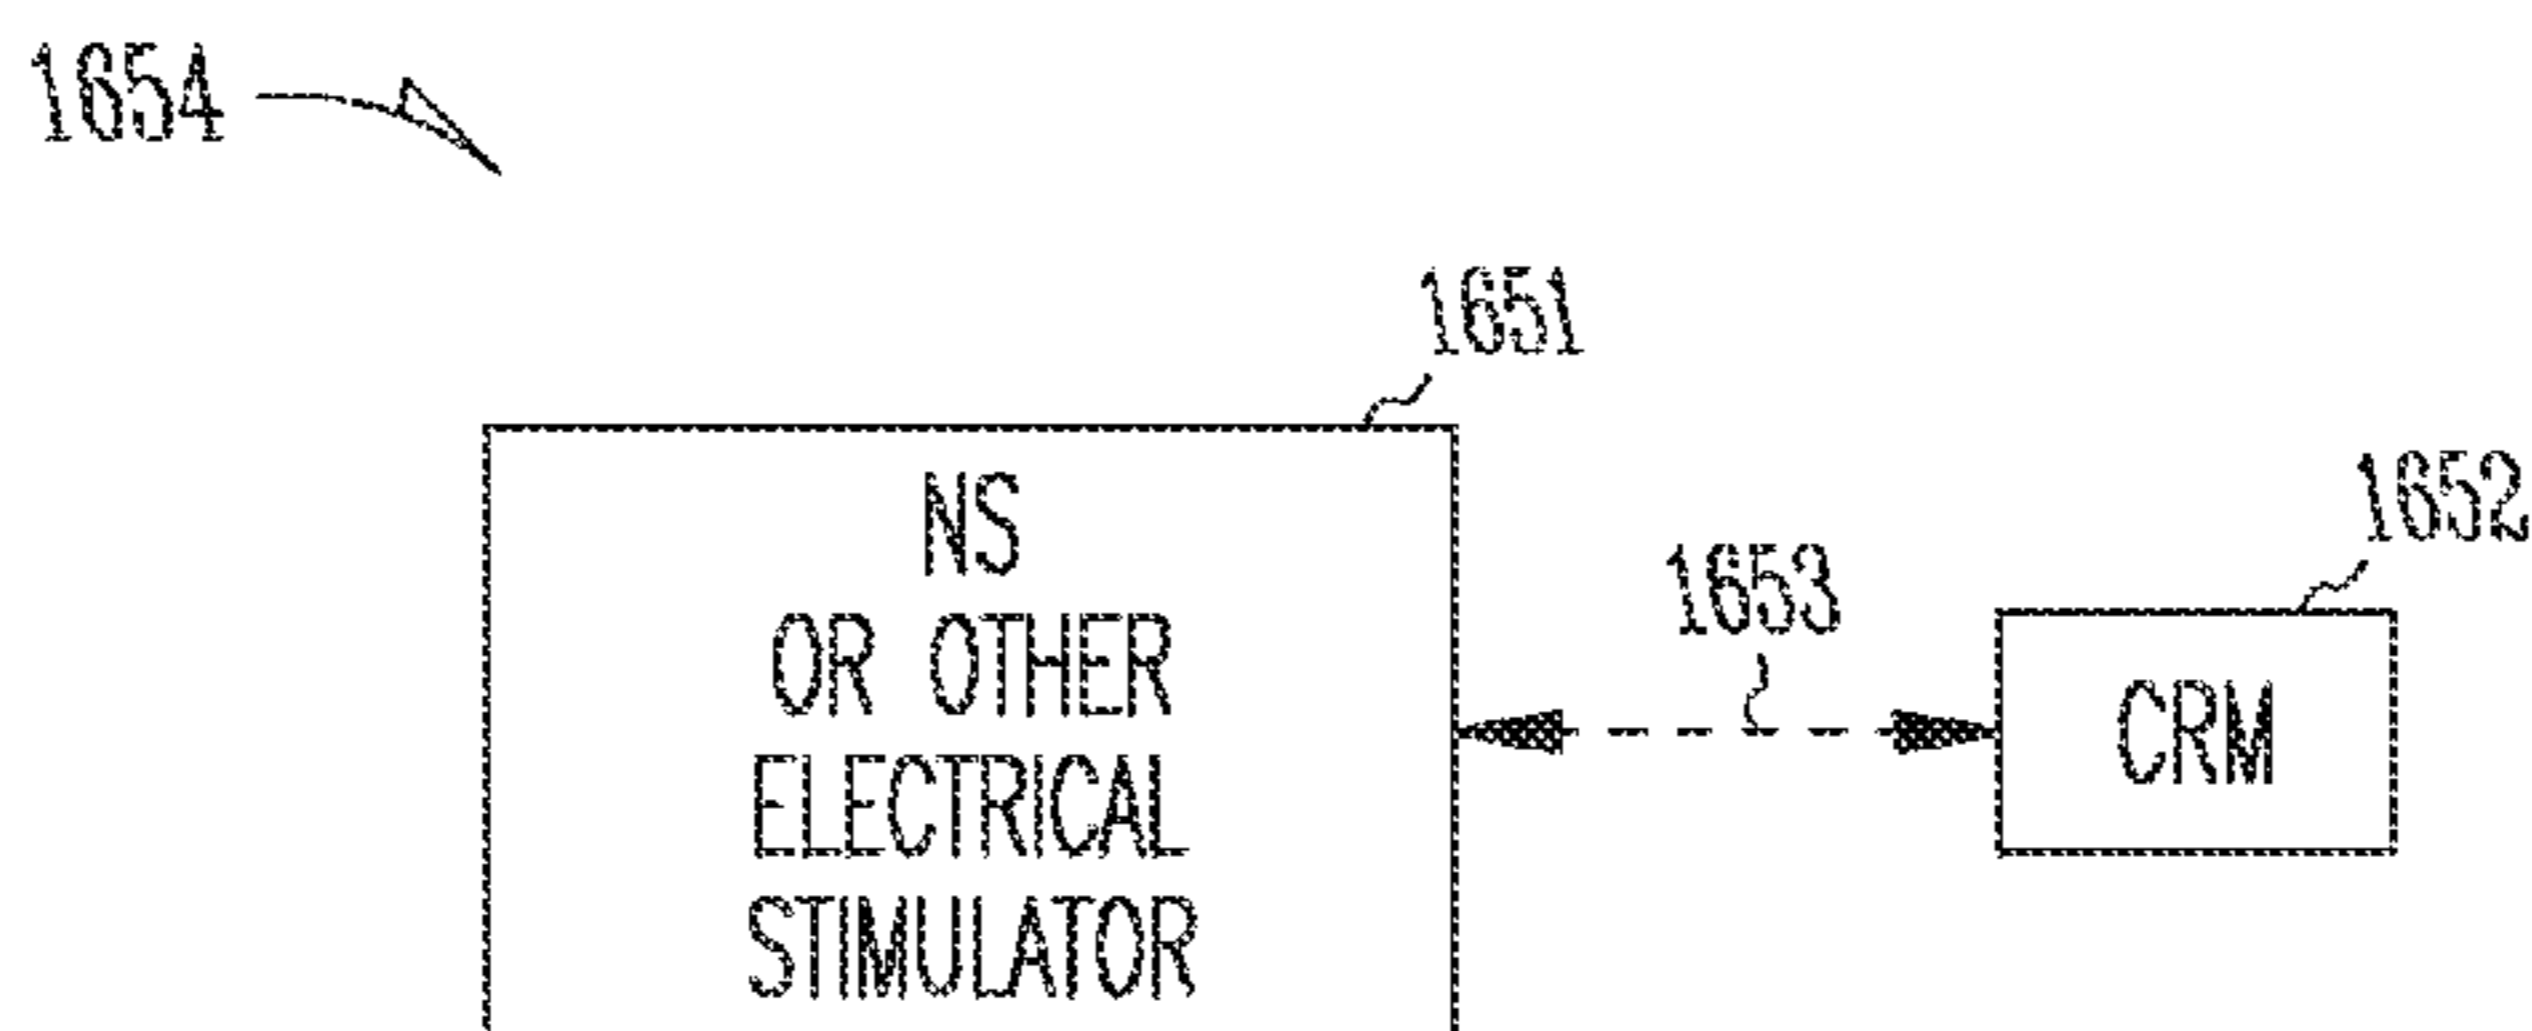 1654
1651
NS
OR OTHER
ELECTRICAL
STIMULATOR
1653
1652
CRM